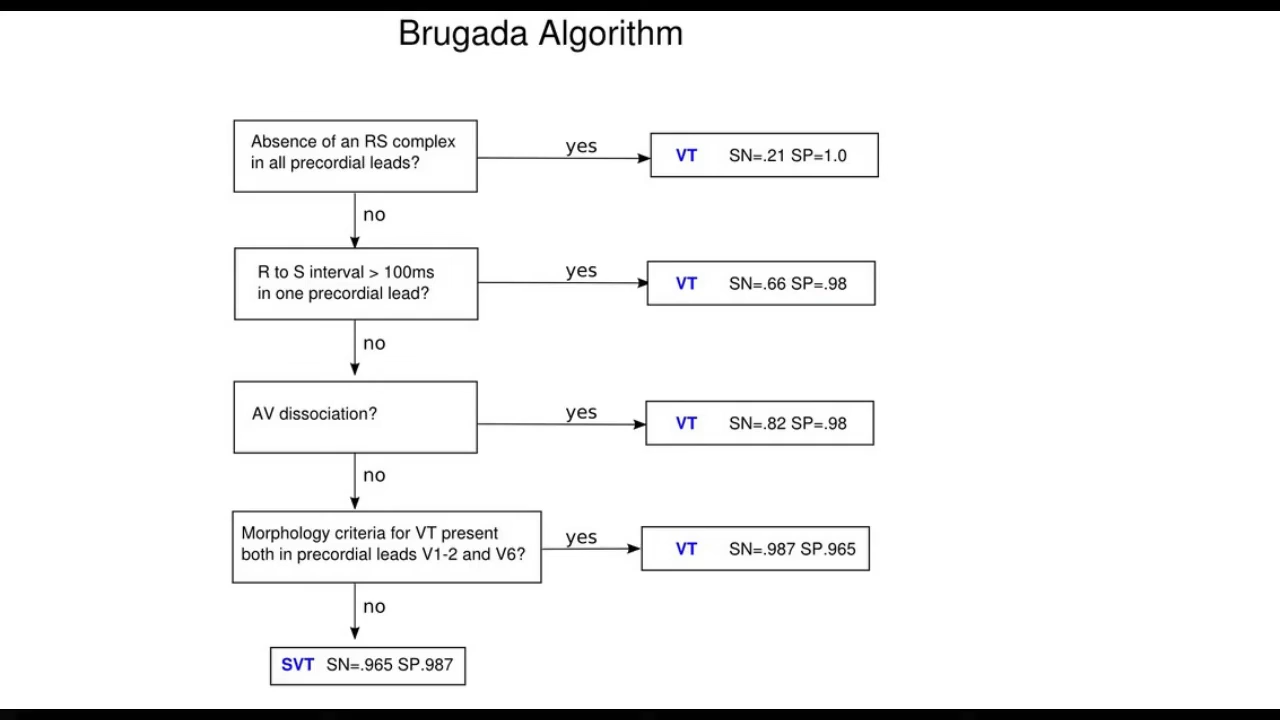 Brugada Algorithm
Absence of an RS complex
in all precordial leads?
yes
VT SN=.21 SP=1.0
no
R to S interval > 100ms
in one precordial lead?
yes
VT SN=.66 SP=.98
no
AV dissociation?
yes
VT SN=.82 SP=.98
no
Morphology criteria for VT present
both in precordial leads V1-2 and V6?
yes
VT SN=.987 SP.965
no
SVT SN=.965 SP.987